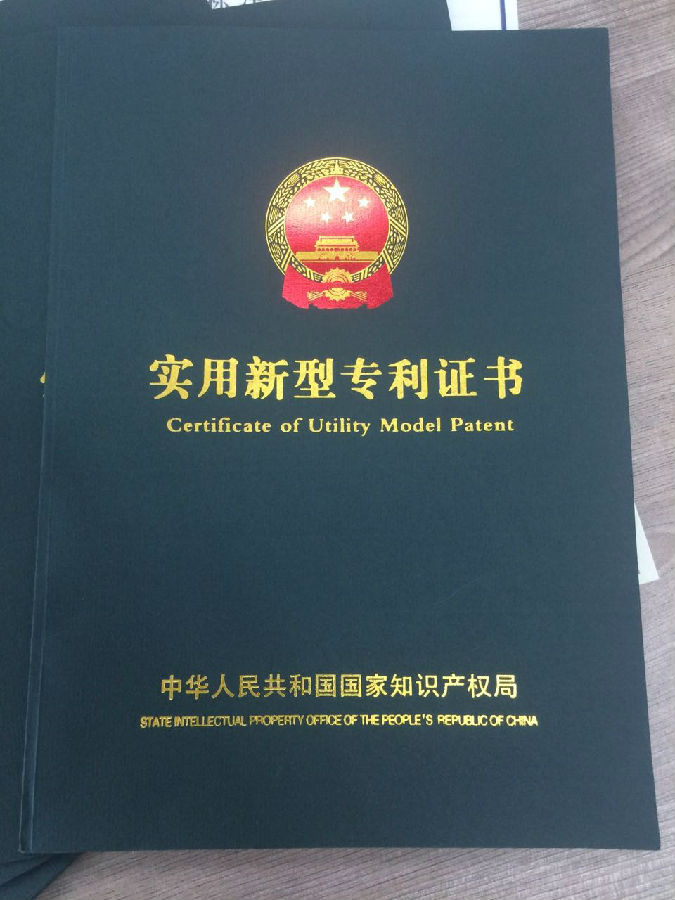 实用新型专利证书
Certificate of Utility Model Patent
中华人民共和国国家知识产权局
STATE INTELLECTUAL PROPERTY OFFICE OF THE PEOPLE'S REPUBLIC OF CHINA